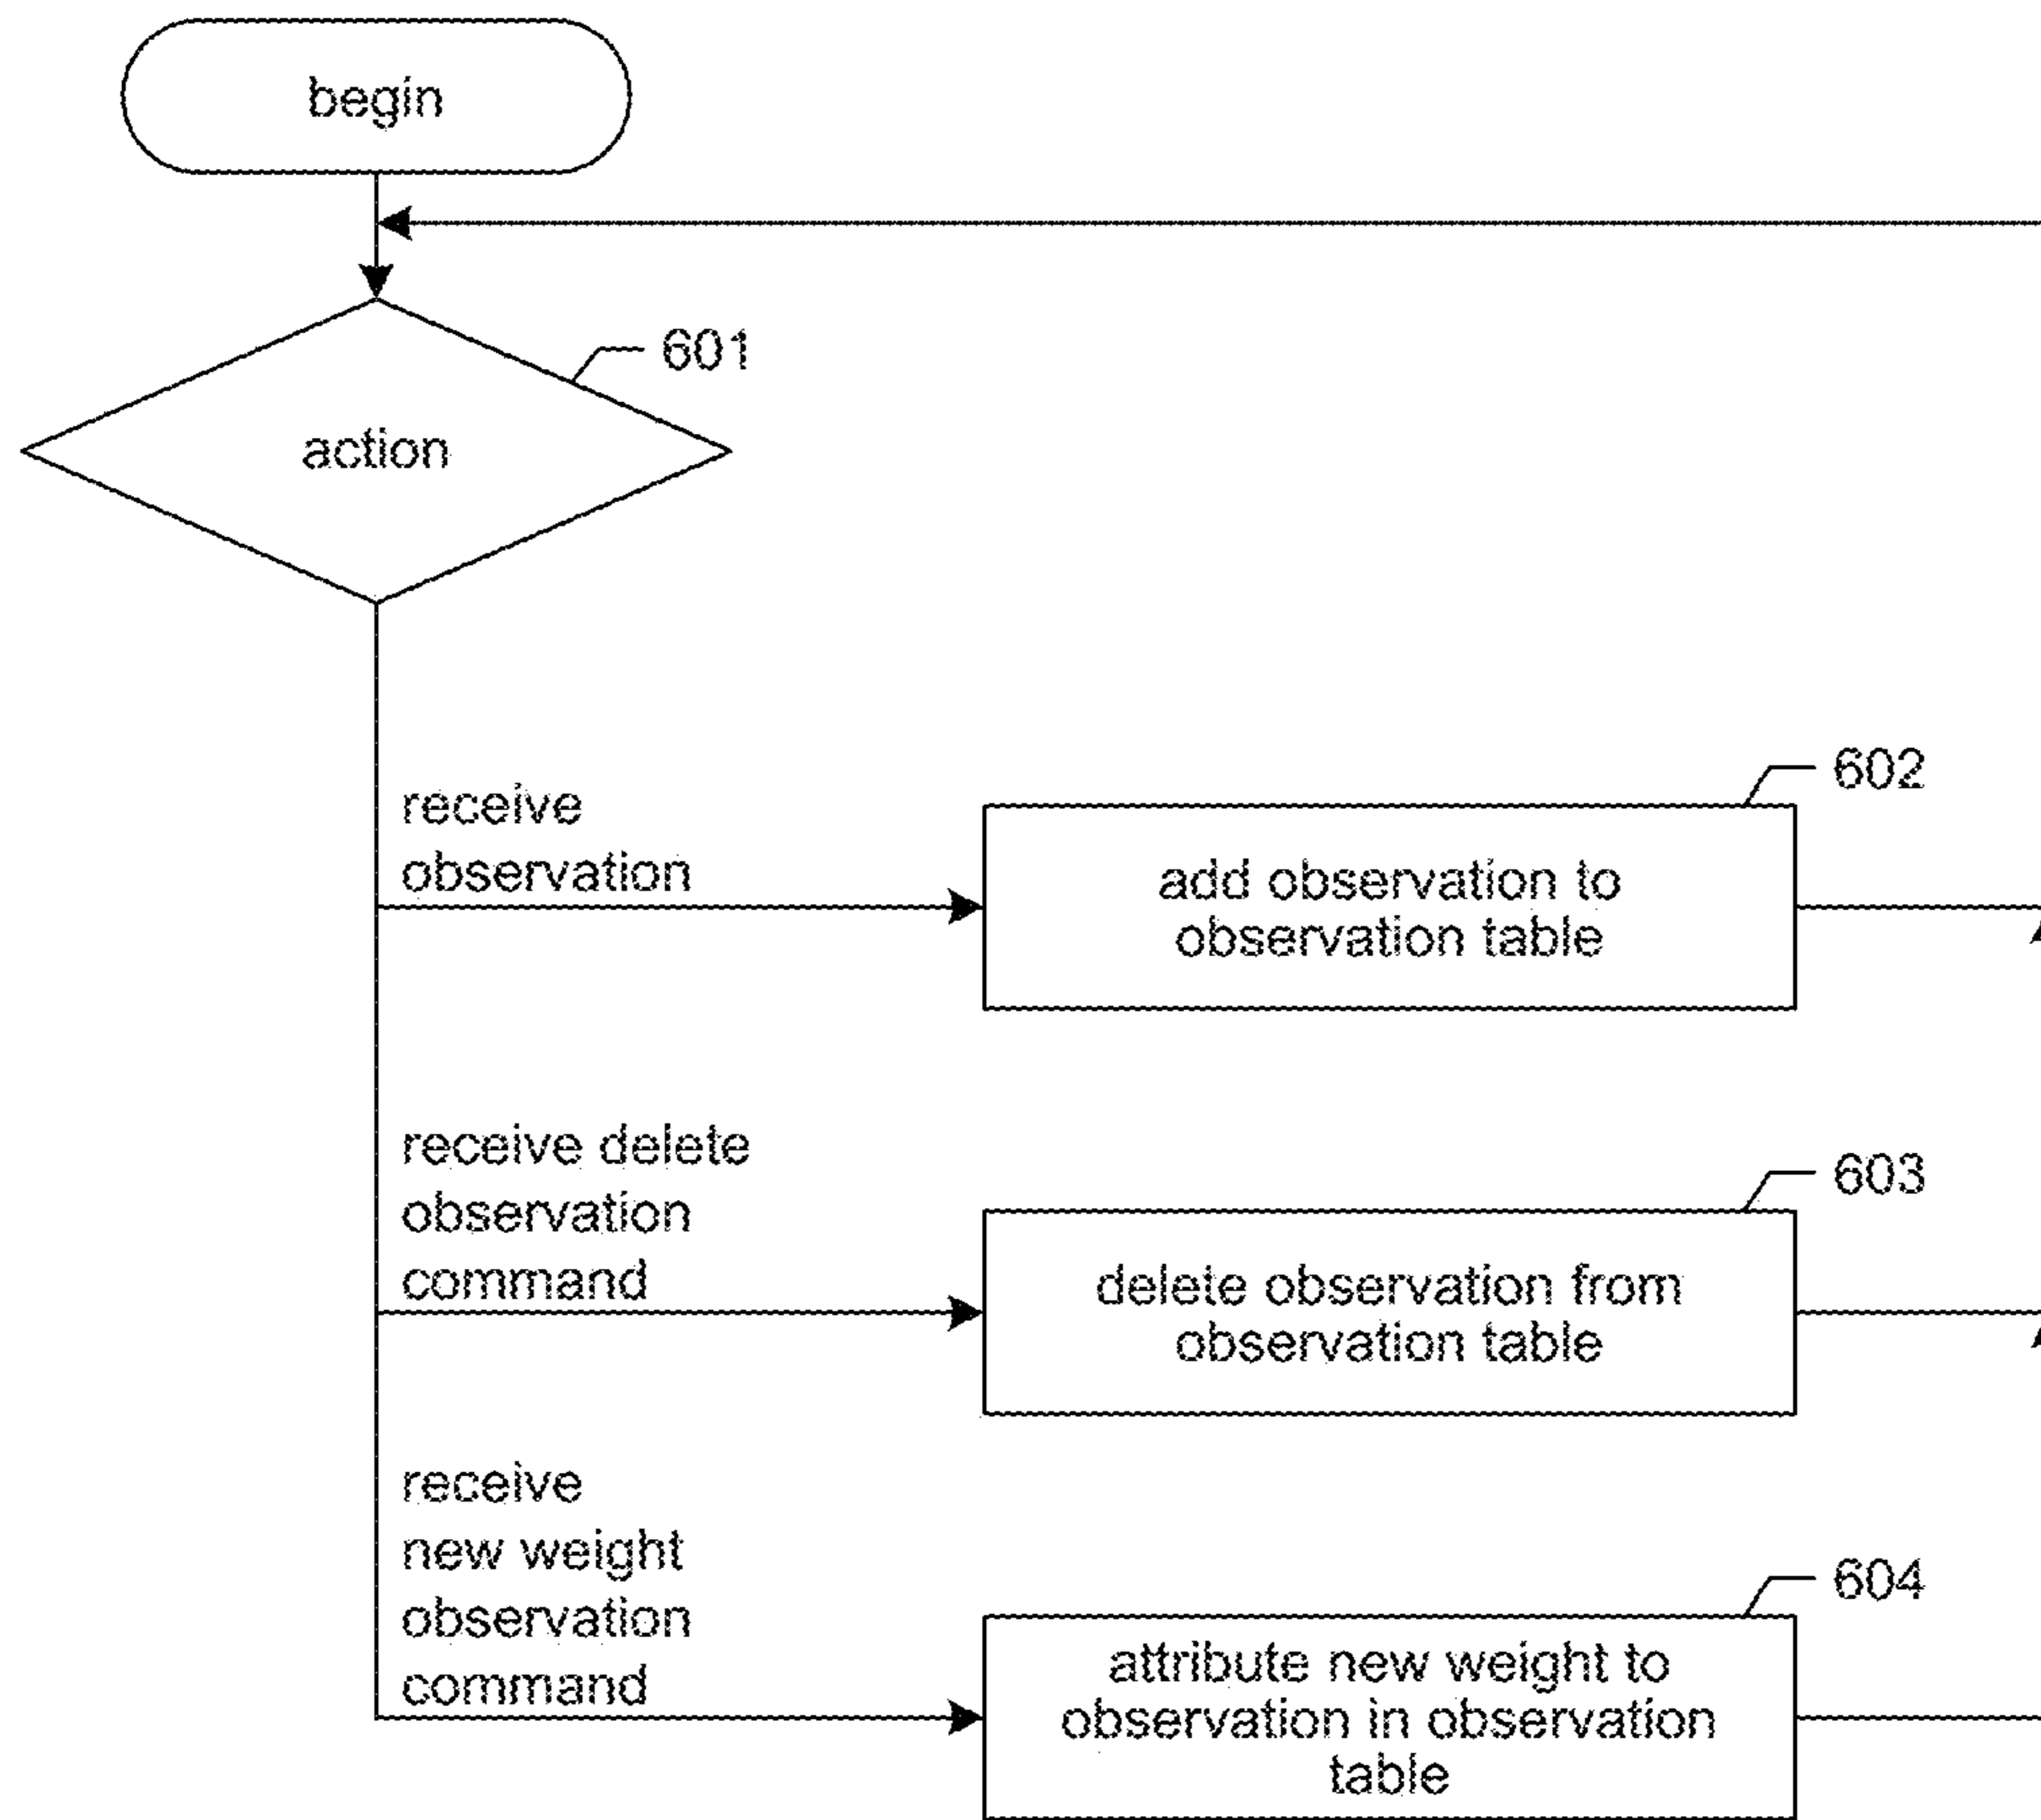 begin
601
action
602
receive
observation
add observation to
observation table
603
receive delete
observation
command
delete observation from
observation table
604
receive
new weight
observation
command
attribute new weight to
observation in observation
table